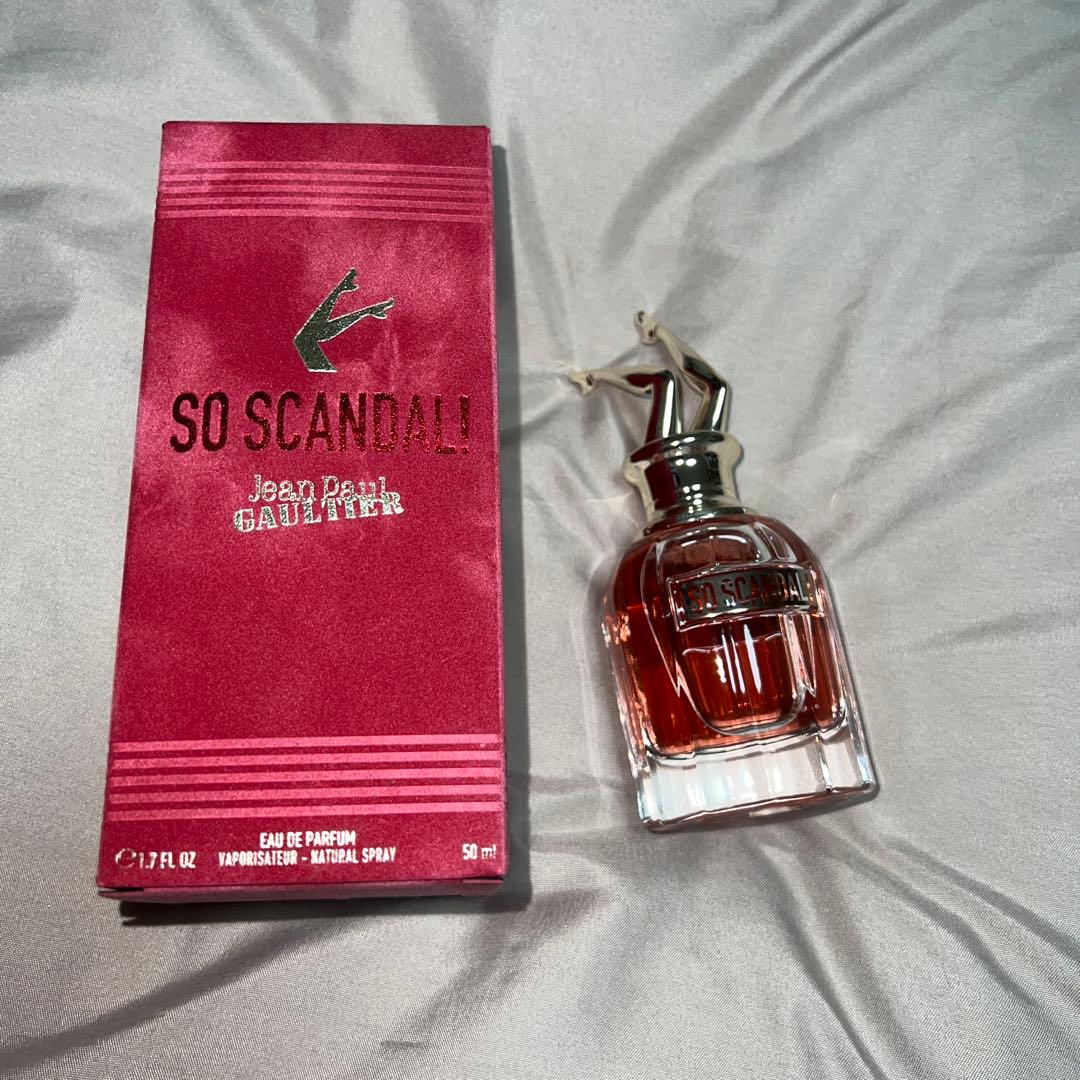 SO SCANDAL!
Jean Paul
GAULTIER
EAU DE PARFUM
℮1.7 FL OZ VAPORISATEUR - NATURAL SPRAY 50 ml
SO SCANDAL